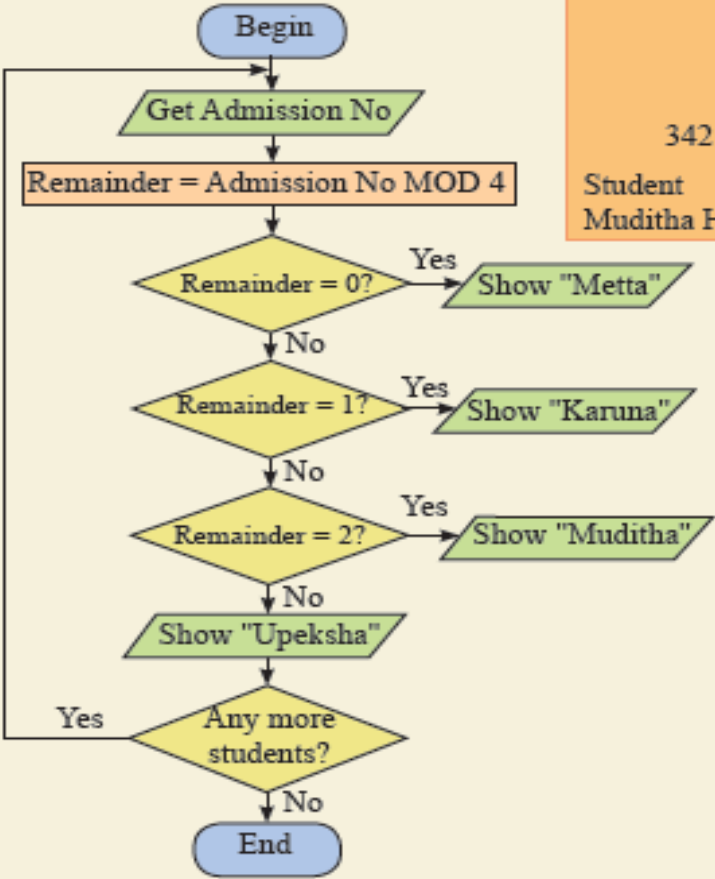 Begin
Get Admission No
Remainder = Admission No MOD 4
342
Student
Muditha
Remainder = 0?
Yes
Show "Metta"
No
Remainder = 1?
Yes
Show "Karuna"
No
Remainder = 2?
Yes
Show "Muditha"
No
Show "Upeksha"
Any more
students?
Yes
No
End